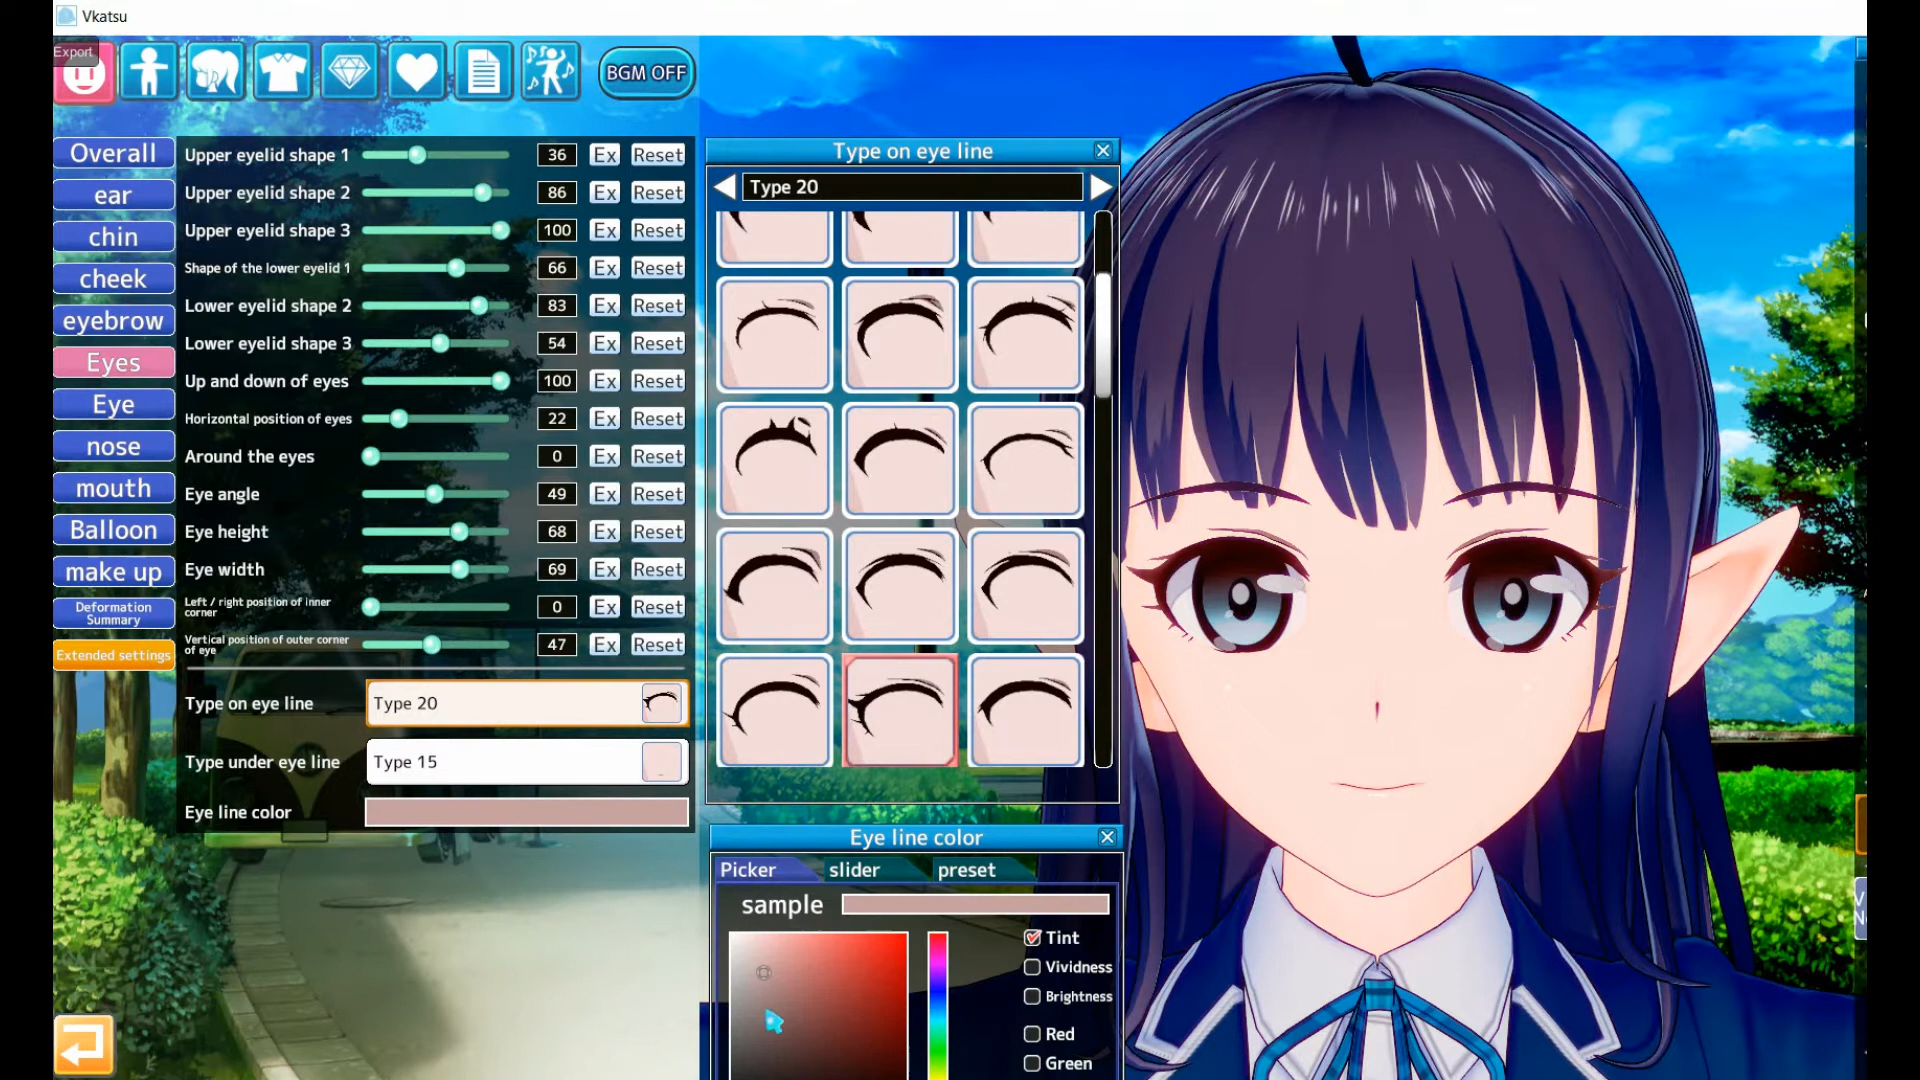 Vkatsu
Export
BGM OFF
Overall
ear
chin
cheek
eyebrow
Eyes
Eye
nose
mouth
Balloon
make up
Deformation
Summary
Extended settings
Upper eyelid shape 1 36 Ex Reset
Upper eyelid shape 2 86 Ex Reset
Upper eyelid shape 3 100 Ex Reset
Shape of the lower eyelid 1 66 Ex Reset
Lower eyelid shape 2 83 Ex Reset
Lower eyelid shape 3 54 Ex Reset
Up and down of eyes 100 Ex Reset
Horizontal position of eyes 22 Ex Reset
Around the eyes 0 Ex Reset
Eye angle 49 Ex Reset
Eye height 68 Ex Reset
Eye width 69 Ex Reset
Left / right position of inner
corner 0 Ex Reset
Vertical position of outer corner
of eye 47 Ex Reset
Type on eye line Type 20
Type under eye line Type 15
Eye line color
Type on eye line
Type 20
Eye line color
Picker slider preset
sample
Tint
Vividness
Brightness
Red
Green